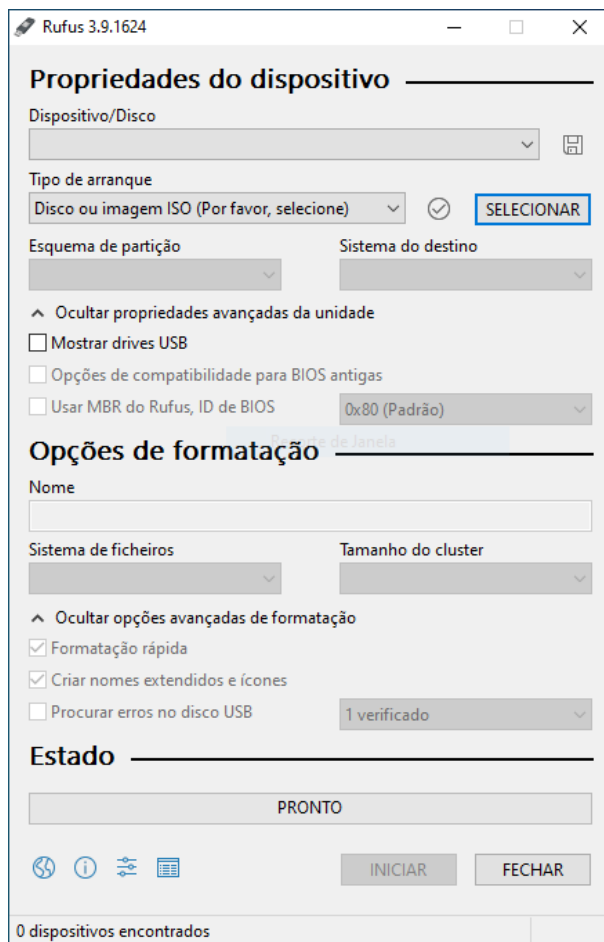 Rufus 3.9.1624
Propriedades do dispositivo
Dispositivo/Disco
Tipo de arranque
Disco ou imagem ISO (Por favor, selecione)
SELECIONAR
Esquema de partição
Sistema do destino
Ocultar propriedades avançadas da unidade
Mostrar drives USB
Opções de compatibilidade para BIOS antigas
Usar MBR do Rufus, ID de BIOS
0x80 (Padrão)
Recorte de Janela
Opções de formatação
Nome
Sistema de ficheiros
Tamanho do cluster
Ocultar opções avançadas de formatação
Formatação rápida
Criar nomes extendidos e ícones
Procurar erros no disco USB
1 verificado
Estado
PRONTO
INICIAR
FECHAR
0 dispositivos encontrados